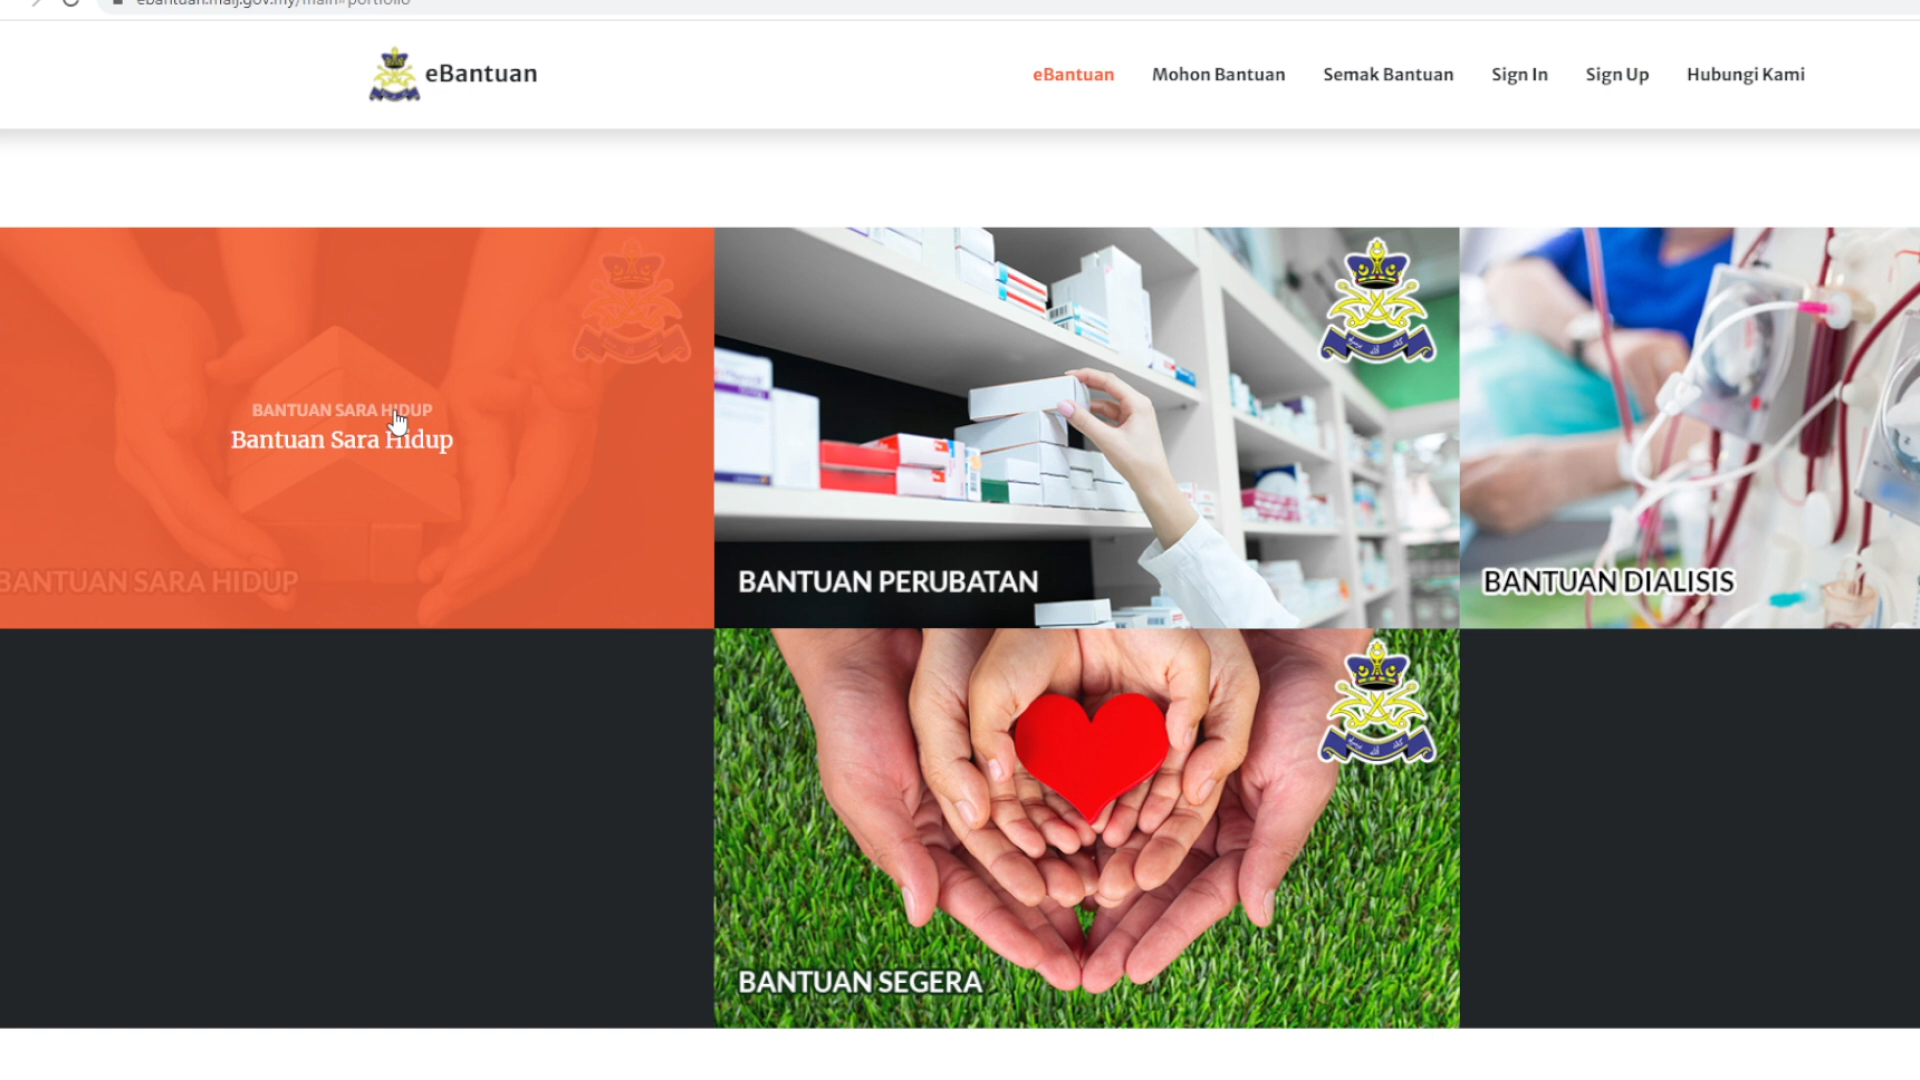 eBantuan
eBantuan Mohon Bantuan Semak Bantuan Sign In Sign Up Hubungi Kami
BANTUAN SARA HIDUP
Bantuan Sara Hidup
BANTUAN SARA HIDUP
BANTUAN PERUBATAN
BANTUAN DIALISIS
BANTUAN SEGERA